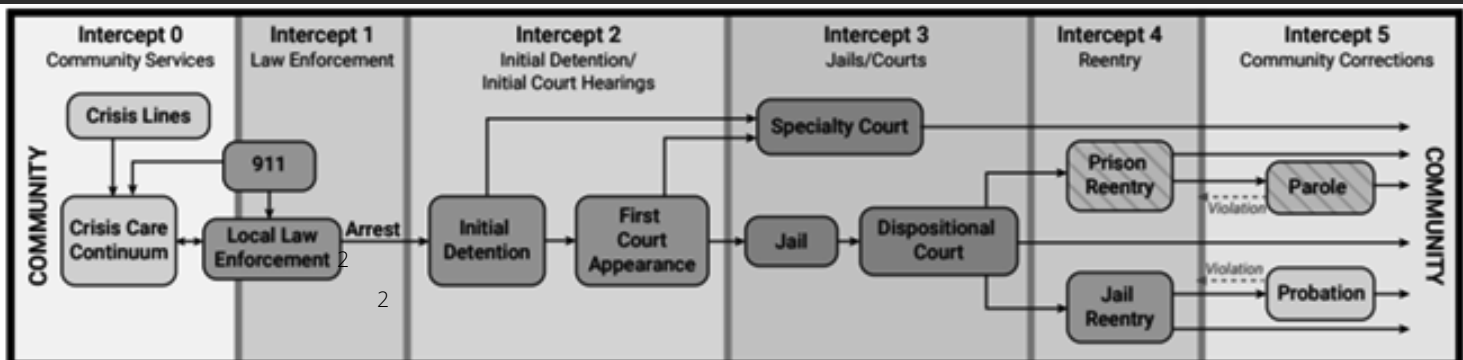 Intercept 0
Community Services
Intercept 1
Law Enforcement
Intercept 2
Initial Detention/
Initial Court Hearings
Intercept 3
Jails/Courts
Intercept 4
Reentry
Intercept 5
Community Corrections
COMMUNITY
Crisis Lines
911
Crisis Care
Continuum
Local Law
Enforcement
2
2
Arrest
Initial
Detention
First
Court
Appearance
Specialty Court
Jail
Dispositional
Court
Prison
Reentry
Violation
Parole
Jail
Reentry
Violation
Probation
COMMUNITY